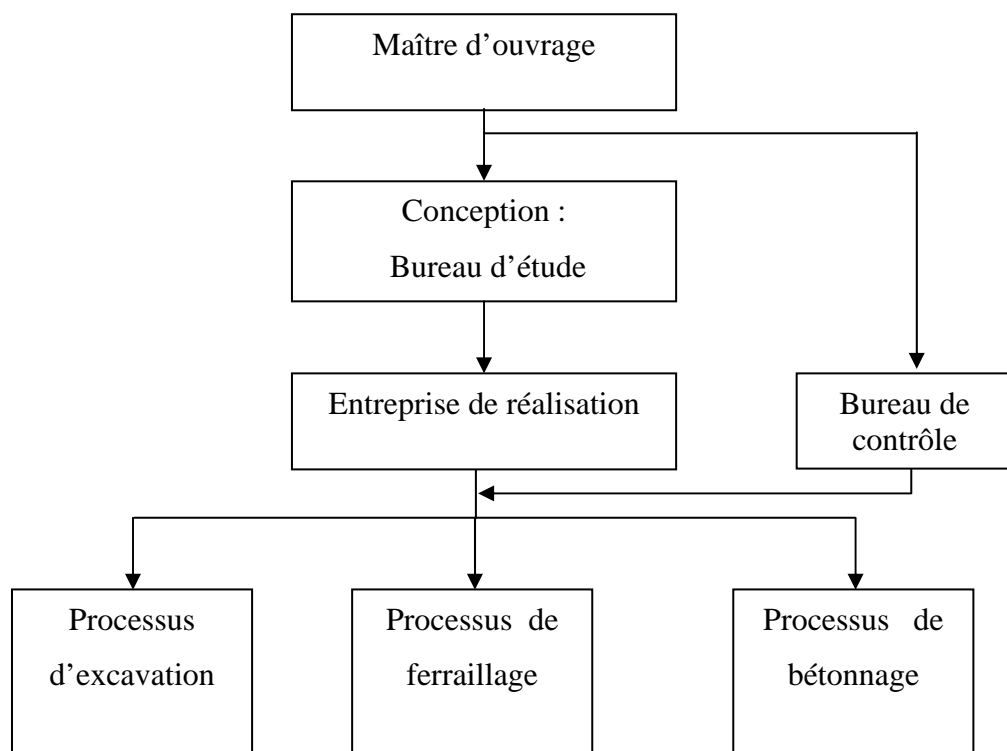 Maître d’ouvrage
Conception :
Bureau d’étude
Entreprise de réalisation
Bureau de
contrôle
Processus
d’excavation
Processus de
ferraillage
Processus de
bétonnage